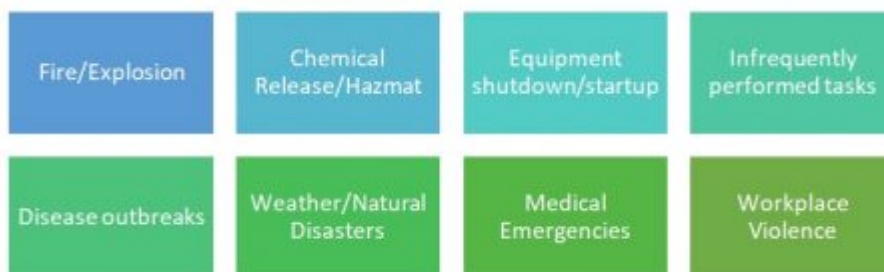 Fire/Explosion
Chemical
Release/Hazmat
Equipment
shutdown/startup
Infrequently
performed tasks
Disease outbreaks
Weather/Natural
Disasters
Medical
Emergencies
Workplace
Violence